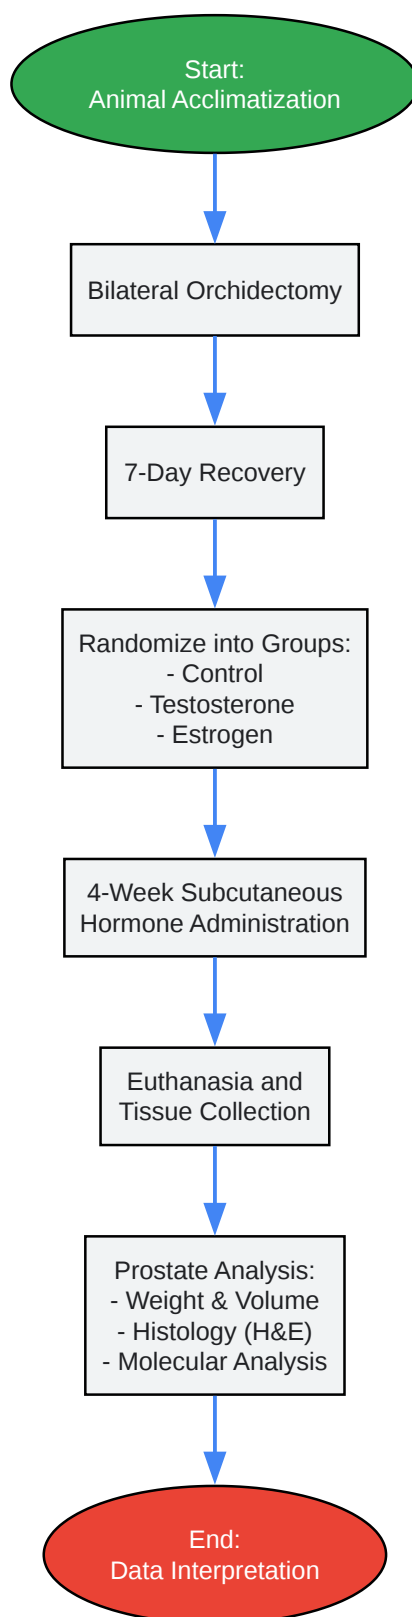 Start:
Animal Acclimatization
Bilateral Orchidectomy
7-Day Recovery
Randomize into Groups:
- Control
- Testosterone
- Estrogen
4-Week Subcutaneous
Hormone Administration
Euthanasia and
Tissue Collection
Prostate Analysis:
- Weight & Volume
- Histology (H&E)
- Molecular Analysis
End:
Data Interpretation